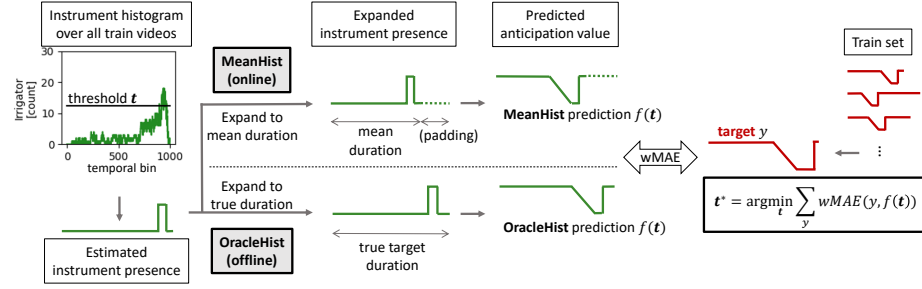 Instrument histogram
over all train videos
30
20
10
0
Irrigator
[count]
threshold t
0
500
1000
temporal bin
Estimated
instrument presence
MeanHist
(online)
Expand to
mean duration
Expand to
true duration
OracleHist
(offline)
Expanded
instrument presence
mean
duration
(padding)
true target
duration
Predicted
anticipation value
MeanHist prediction f(t)
OracleHist prediction f(t)
wMAE
Train set
⋮
target y
t* = argmin_t ∑_y wMAE(y, f(t))